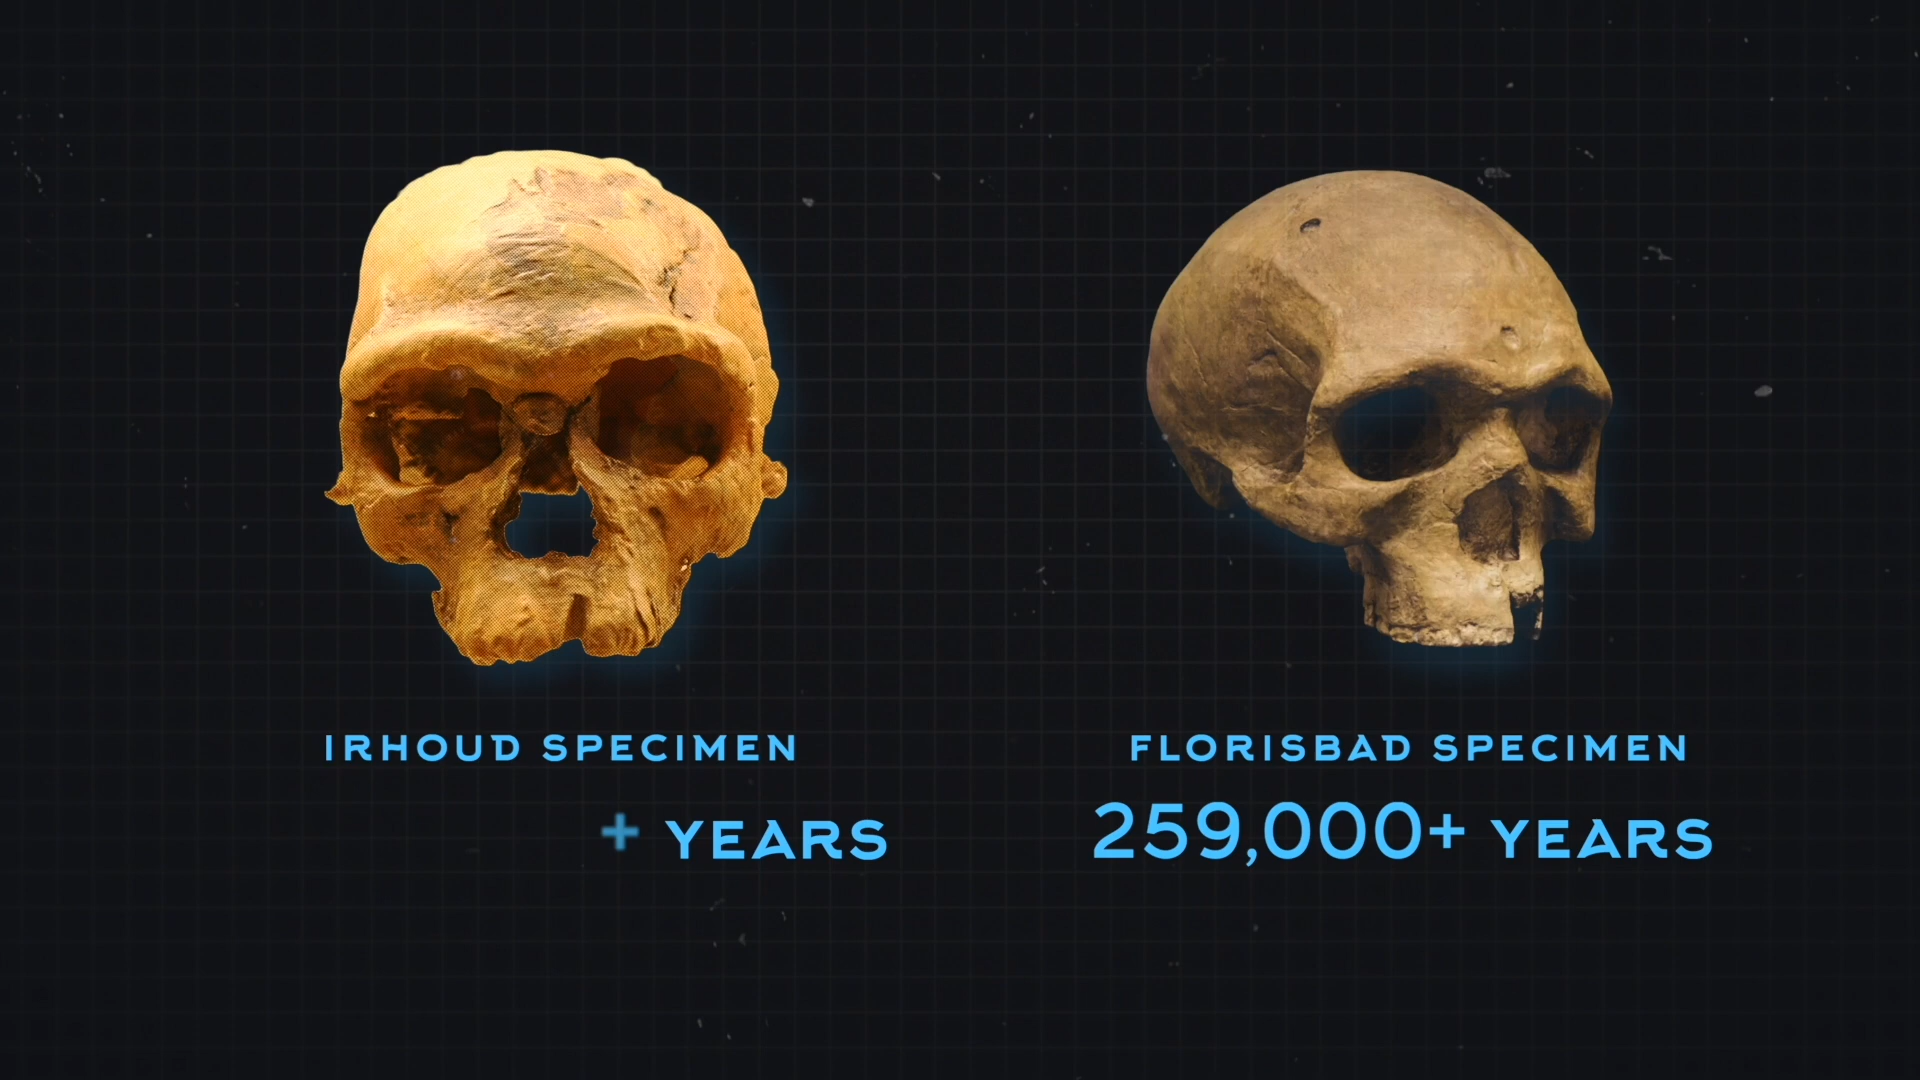 IRHOUD SPECIMEN
+ YEARS
FLORISBAD SPECIMEN
259,000+ YEARS